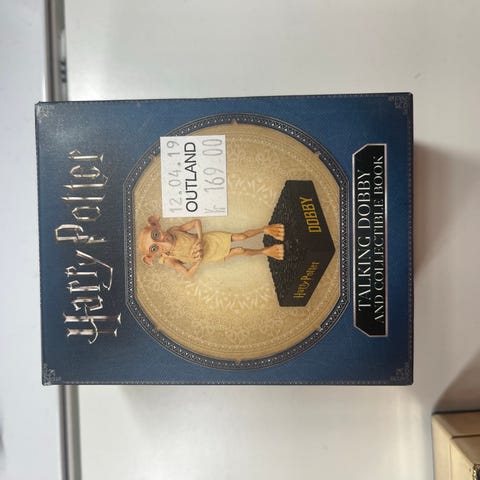 Harry Potter
12.04.19
OUTLAND
kr 169.00
DOBBY
Harry Potter
TALKING DOBBY
AND COLLECTIBLE BOOK